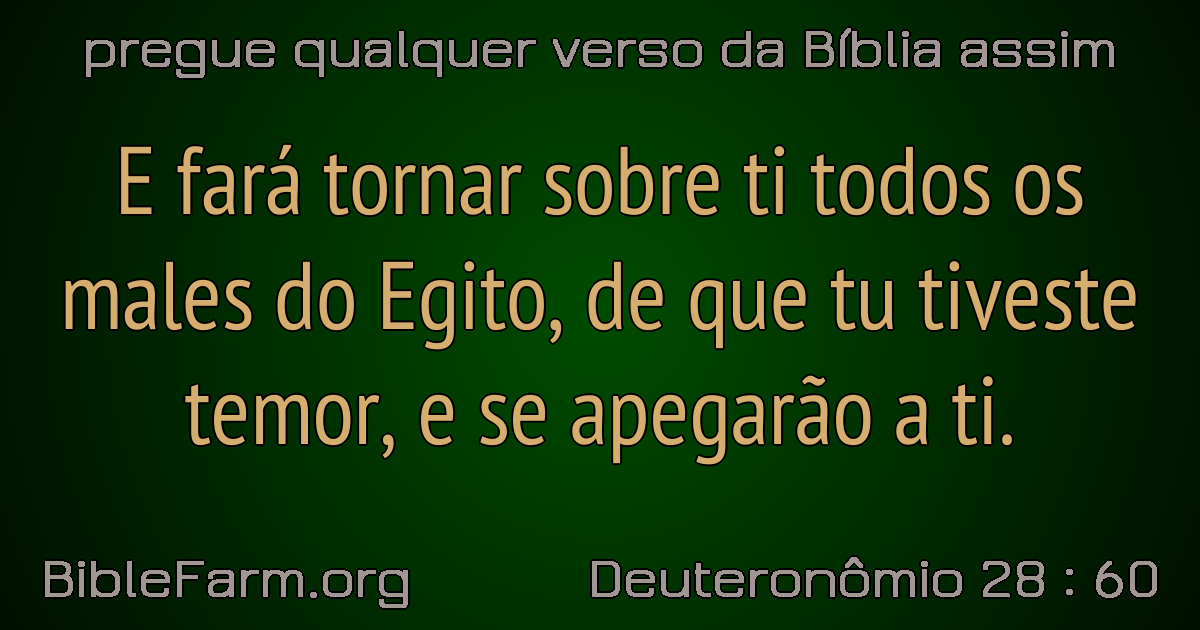 pregue qualquer verso da Bíblia assim
E fará tornar sobre ti todos os
males do Egito, de que tu tiveste
temor, e se apegarão a ti.
BibleFarm.org
Deuteronômio 28 : 60